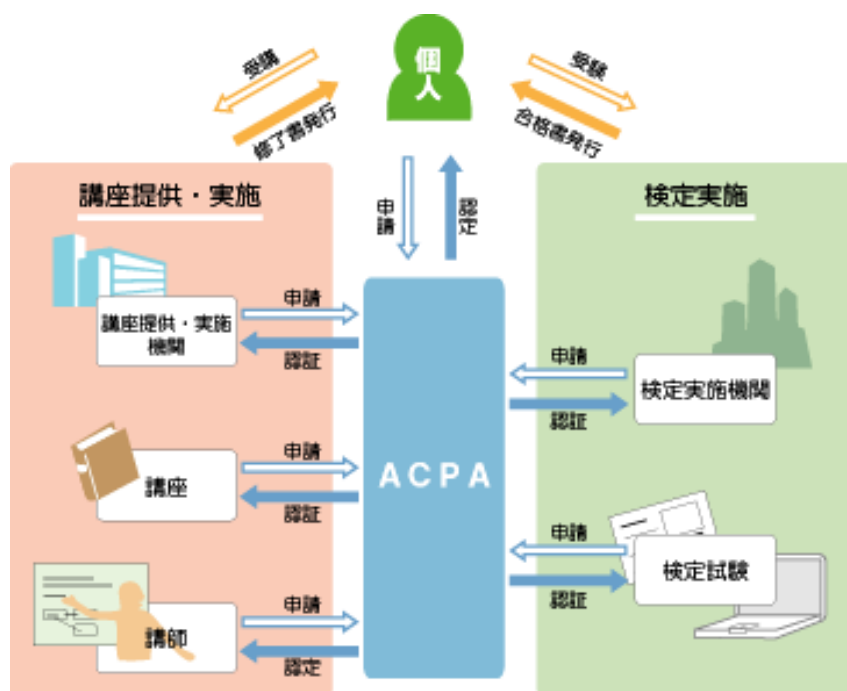 個人
受講
修了書発行
受験
合格書発行
申請
認定
講座提供・実施
講座提供・実施
機関
申請
認証
講座
申請
認証
講師
申請
認定
ACPA
検定実施
検定実施機関
申請
認証
検定試験
申請
認証